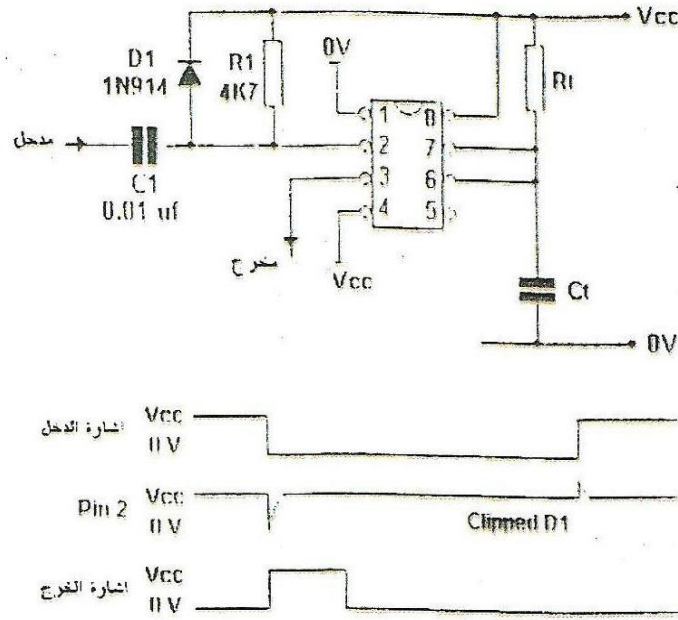 Vcc
D1
1N914
R1
4K7
0V
Rt
1
8
2
7
3
6
4
5
مدخل
C1
0.01 uf
مخرج
Vcc
Ct
0V
اشارة الدخل
Vcc
0 V
Pin 2
Vcc
0 V
Clipped D1
اشارة الخرج
Vcc
0 V